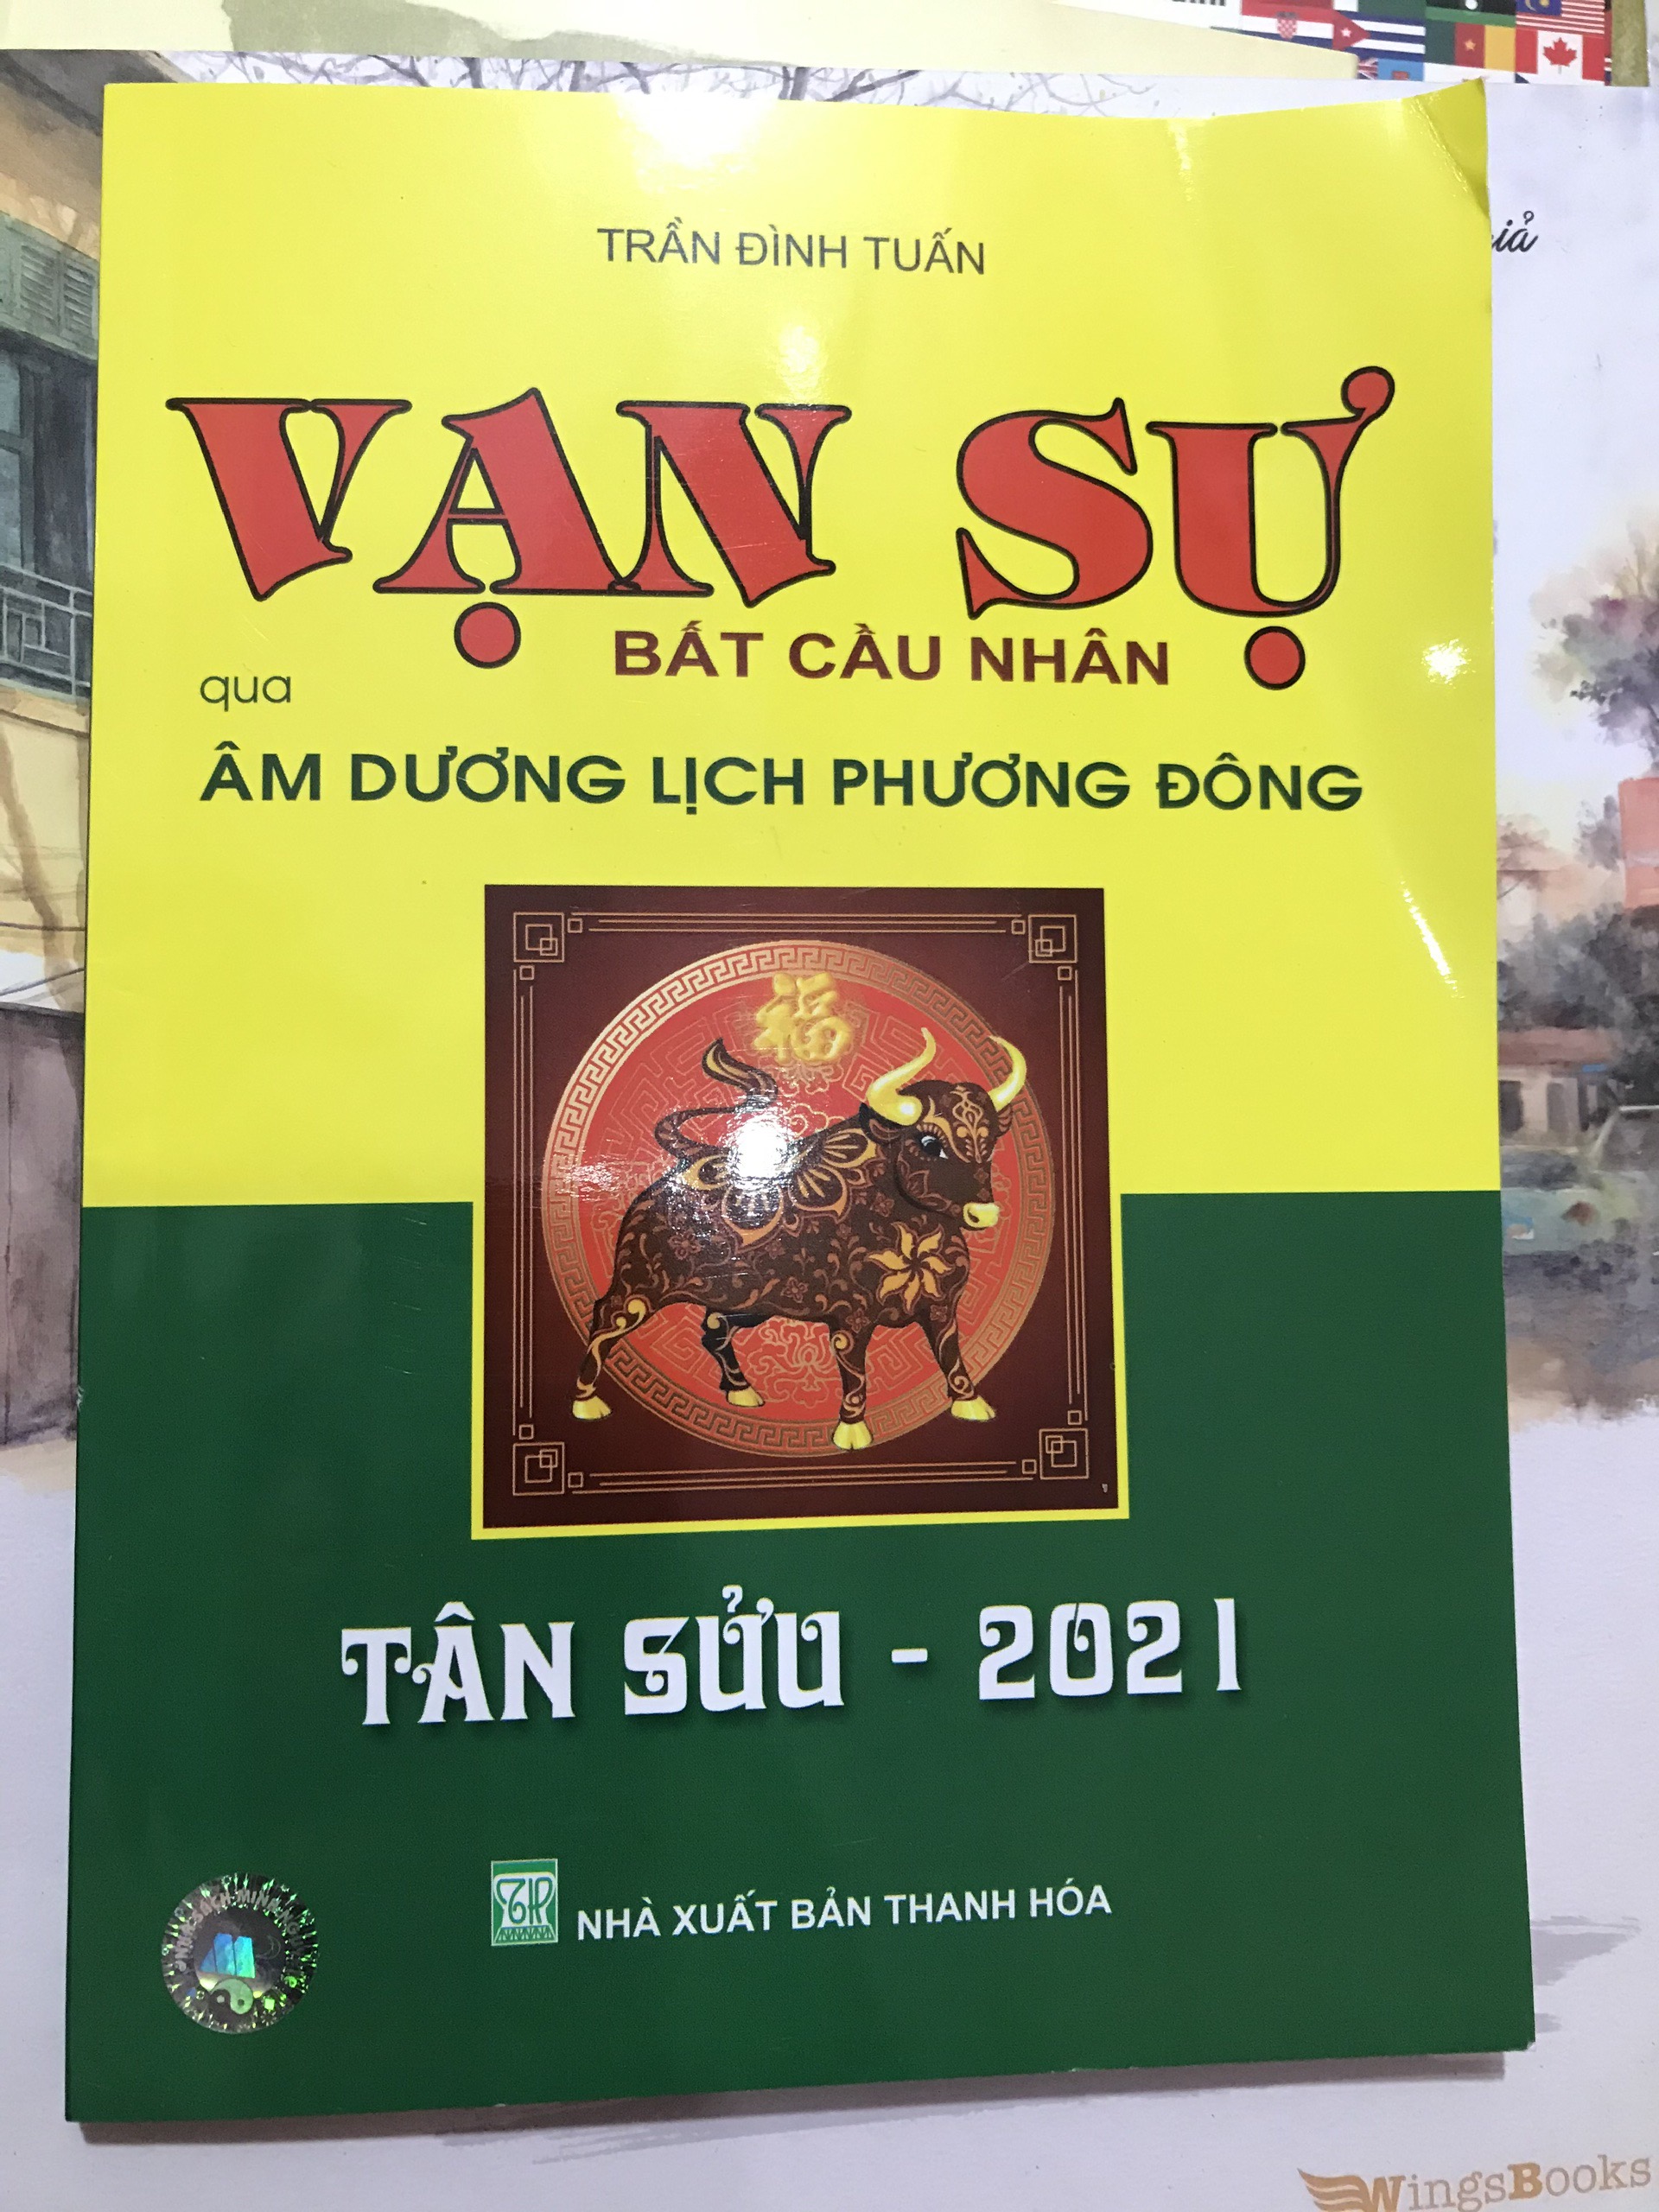 TRẦN ĐÌNH TUẤN
VẠN SỰ
BẤT CẦU NHÂN
qua
ÂM DƯƠNG LỊCH PHƯƠNG ĐÔNG
福
TÂN SỬU - 2021
NHÀ XUẤT BẢN THANH HÓA
WingsBooks